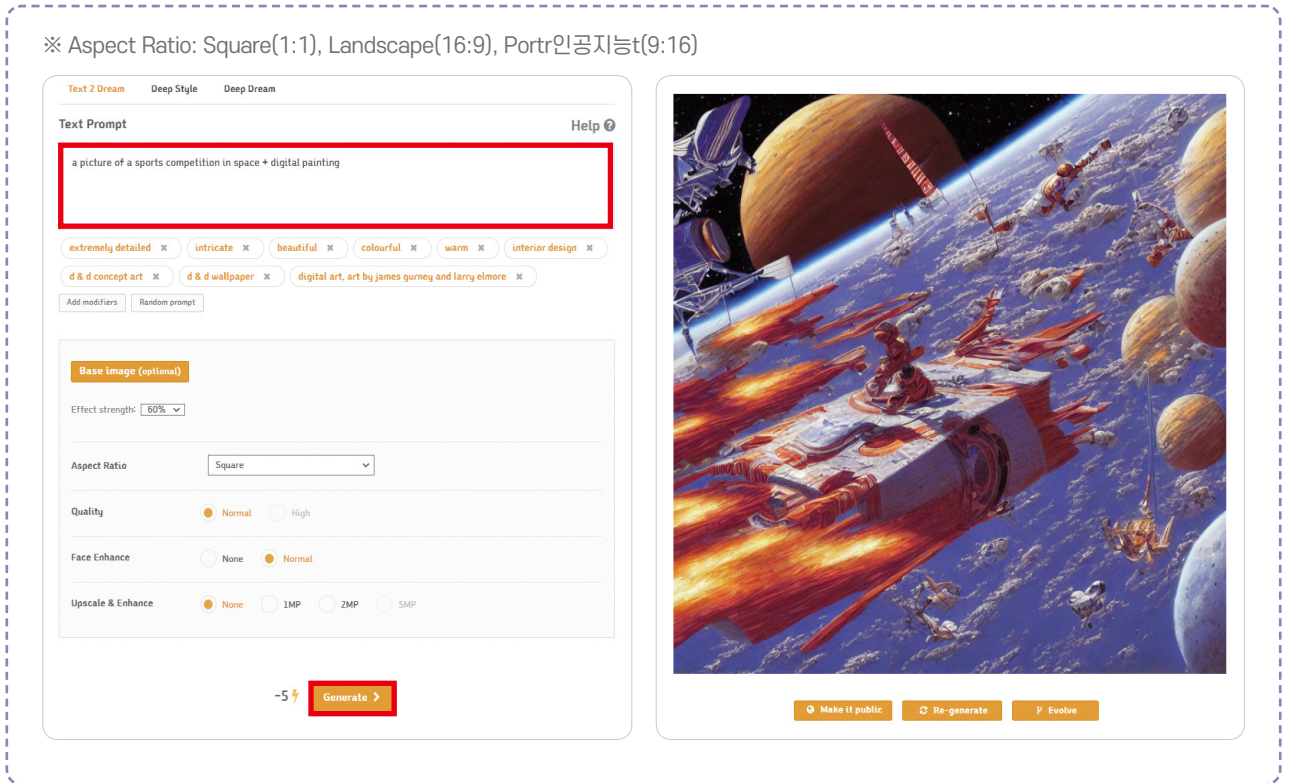 ※ Aspect Ratio: Square(1:1), Landscape(16:9), Portr인공지능t(9:16)
Text 2 Dream Deep Style Deep Dream
Text Prompt Help ?
a picture of a sports competition in space + digital painting
extremely detailed × intricate × beautiful × colourful × warm × interior design ×
d & d concept art × d & d wallpaper × digital art, art by james gurney and larry elmore ×
Add modifiers Random prompt
Base image (optional)
Effect strength: 60%
Aspect Ratio Square
Quality Normal High
Face Enhance None Normal
Upscale & Enhance None 1MP 2MP 5MP
-5 Generate >
Make it public Re-generate Evolve